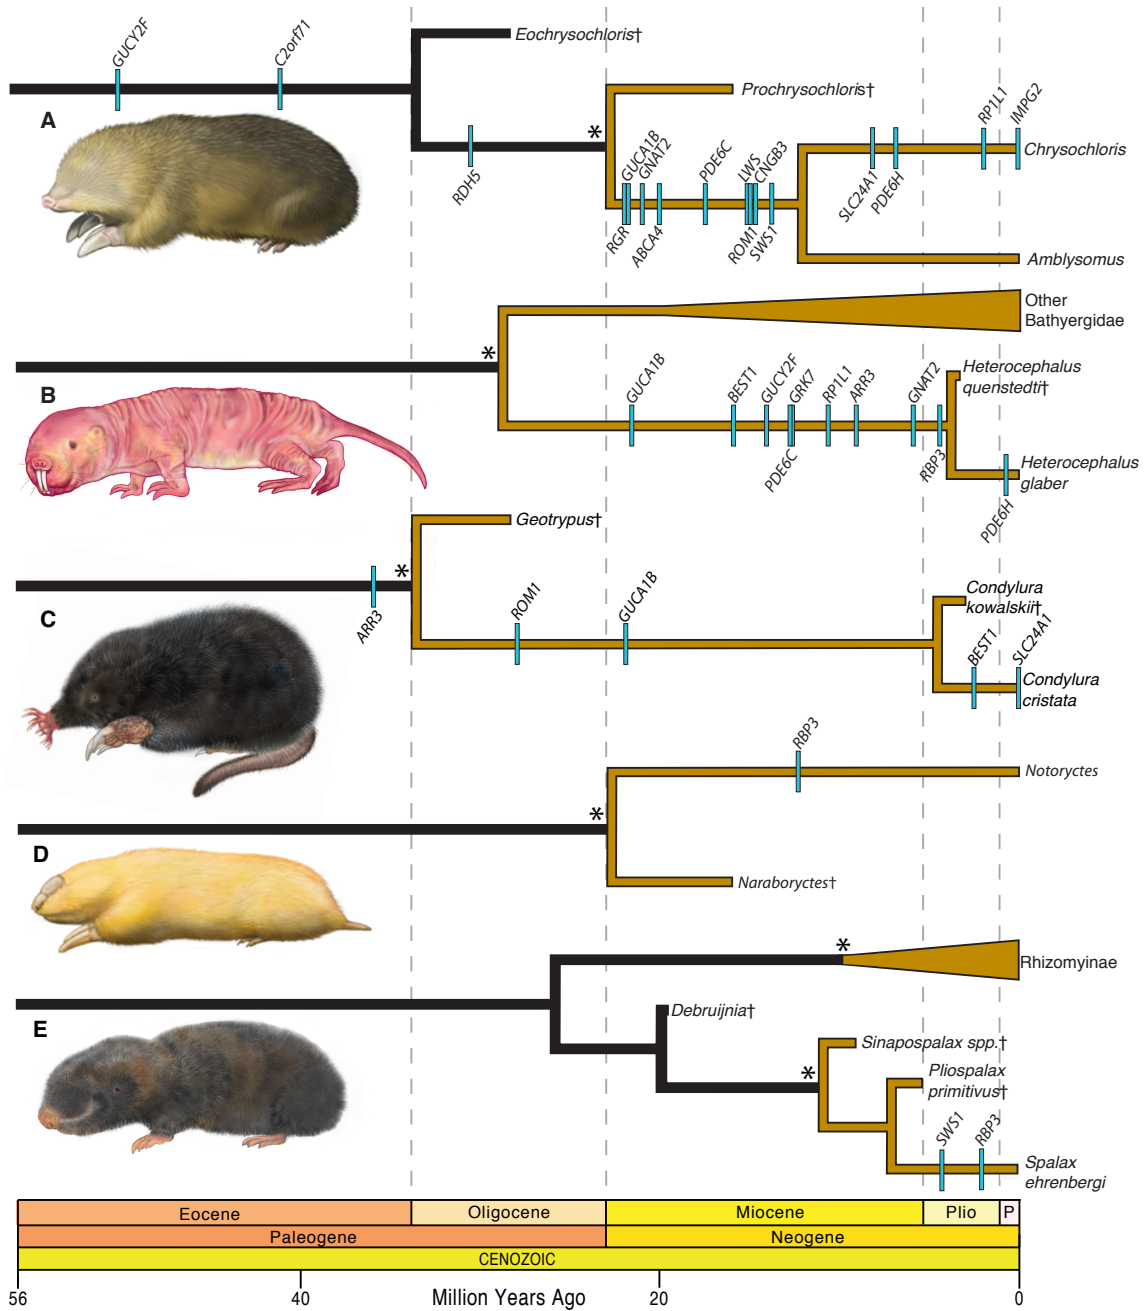 GUCY2F
C2orf71
Eochrysochloris†
A
Prochrysochloris†
RDH5
*
GUCA1B
GNAT2
PDE6C
LWS
CNGB3
RP1L1
IMPG2
Chrysochloris
RGR
ABCA4
ROM1
SWS1
SLC24A1
PDE6H
Amblysomus
Other
Bathyergidae
*
B
GUCA1B
BEST1
GUCY2F
GRK7
RP1L1
ARR3
GNAT2
Heterocephalus
quenstedti†
PDE6C
RBP3
Heterocephalus
glaber
PDE6H
Geotrypus†
*
C
ARR3
ROM1
GUCA1B
Condylura
kowalskii†
BEST1
SLC24A1
Condylura
cristata
RBP3
Notoryctes
*
D
Naraboryctes†
*
Rhizomyinae
E
Debruijnia†
Sinapospalax spp.†
*
Pliospalax
primitivus†
SWS1
RBP3
Spalax
ehrenbergi
Eocene
Oligocene
Miocene
Plio
P
Paleogene
Neogene
CENOZOIC
56
40
Million Years Ago
20
0